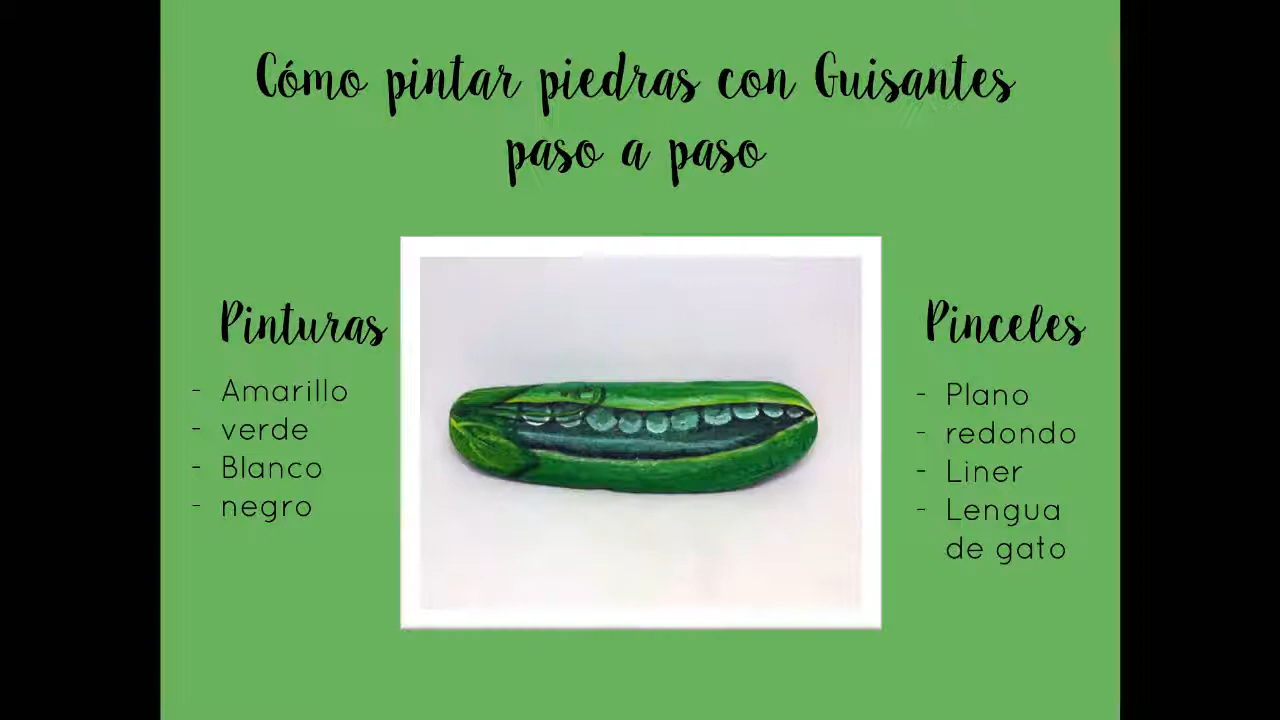 Cómo pintar piedras con Guisantes
paso a paso
Pinturas
- Amarillo
- verde
- Blanco
- negro
Pinceles
- Plano
- redondo
- Liner
- Lengua
de gato